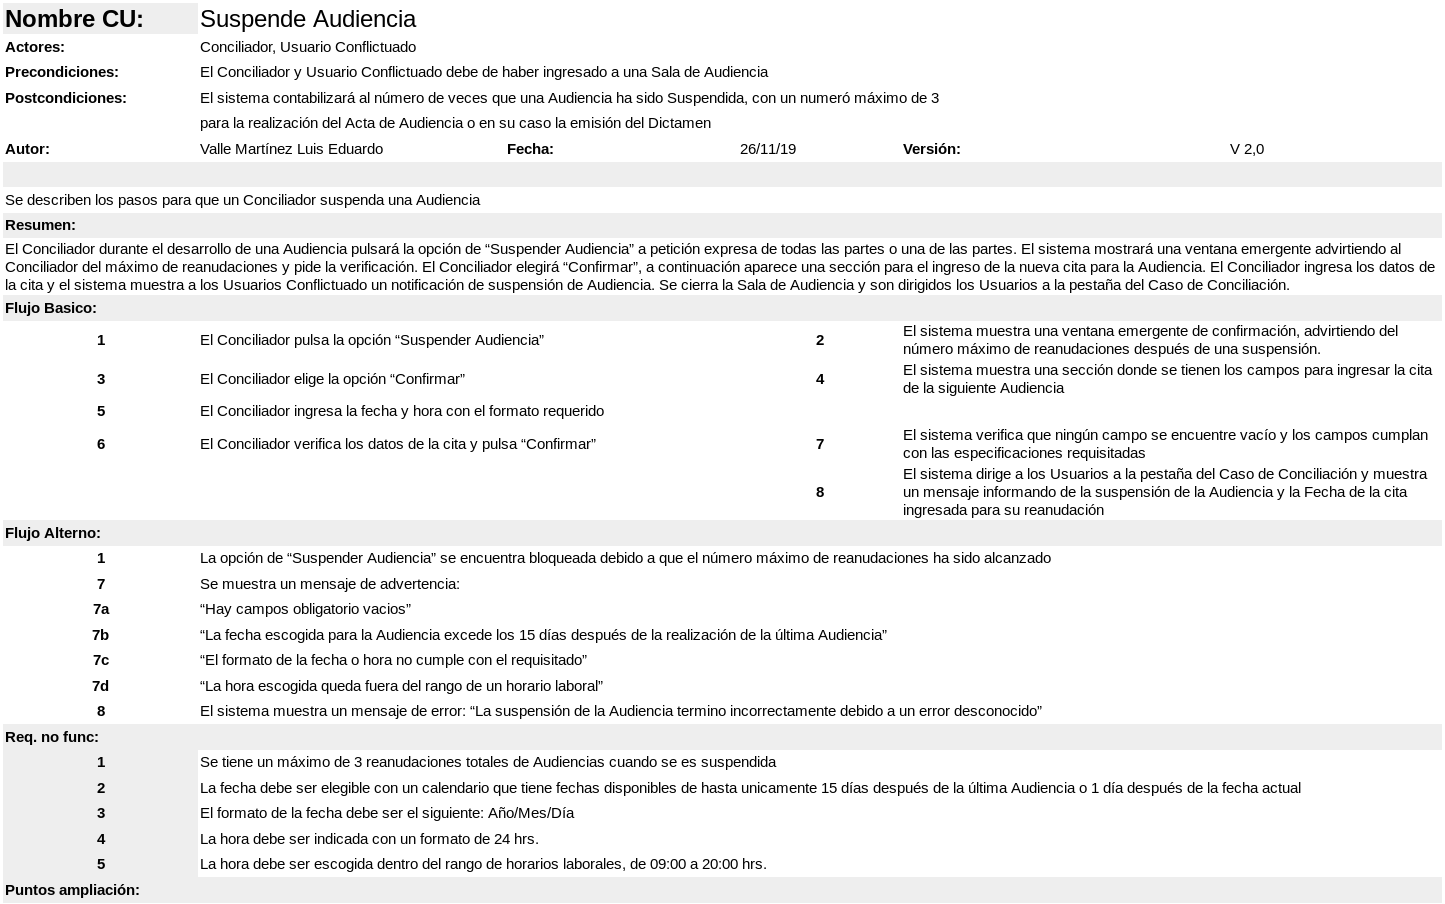 Nombre CU: Suspende Audiencia
Actores: Conciliador, Usuario Conflictuado
Precondiciones: El Conciliador y Usuario Conflictuado debe de haber ingresado a una Sala de Audiencia
Postcondiciones: El sistema contabilizará al número de veces que una Audiencia ha sido Suspendida, con un numeró máximo de 3
para la realización del Acta de Audiencia o en su caso la emisión del Dictamen
Autor: Valle Martínez Luis Eduardo Fecha: 26/11/19 Versión: V 2,0
Se describen los pasos para que un Conciliador suspenda una Audiencia
Resumen:
El Conciliador durante el desarrollo de una Audiencia pulsará la opción de “Suspender Audiencia” a petición expresa de todas las partes o una de las partes. El sistema mostrará una ventana emergente advirtiendo al
Conciliador del máximo de reanudaciones y pide la verificación. El Conciliador elegirá “Confirmar”, a continuación aparece una sección para el ingreso de la nueva cita para la Audiencia. El Conciliador ingresa los datos de
la cita y el sistema muestra a los Usuarios Conflictuado un notificación de suspensión de Audiencia. Se cierra la Sala de Audiencia y son dirigidos los Usuarios a la pestaña del Caso de Conciliación.
Flujo Basico:
1 El Conciliador pulsa la opción “Suspender Audiencia”
2 El sistema muestra una ventana emergente de confirmación, advirtiendo del
número máximo de reanudaciones después de una suspensión.
3 El Conciliador elige la opción “Confirmar”
4 El sistema muestra una sección donde se tienen los campos para ingresar la cita
de la siguiente Audiencia
5 El Conciliador ingresa la fecha y hora con el formato requerido
6 El Conciliador verifica los datos de la cita y pulsa “Confirmar”
7 El sistema verifica que ningún campo se encuentre vacío y los campos cumplan
con las especificaciones requisitadas
8 El sistema dirige a los Usuarios a la pestaña del Caso de Conciliación y muestra
un mensaje informando de la suspensión de la Audiencia y la Fecha de la cita
ingresada para su reanudación
Flujo Alterno:
1 La opción de “Suspender Audiencia” se encuentra bloqueada debido a que el número máximo de reanudaciones ha sido alcanzado
7 Se muestra un mensaje de advertencia:
7a “Hay campos obligatorio vacios”
7b “La fecha escogida para la Audiencia excede los 15 días después de la realización de la última Audiencia”
7c “El formato de la fecha o hora no cumple con el requisitado”
7d “La hora escogida queda fuera del rango de un horario laboral”
8 El sistema muestra un mensaje de error: “La suspensión de la Audiencia termino incorrectamente debido a un error desconocido”
Req. no func:
1 Se tiene un máximo de 3 reanudaciones totales de Audiencias cuando se es suspendida
2 La fecha debe ser elegible con un calendario que tiene fechas disponibles de hasta unicamente 15 días después de la última Audiencia o 1 día después de la fecha actual
3 El formato de la fecha debe ser el siguiente: Año/Mes/Día
4 La hora debe ser indicada con un formato de 24 hrs.
5 La hora debe ser escogida dentro del rango de horarios laborales, de 09:00 a 20:00 hrs.
Puntos ampliación: